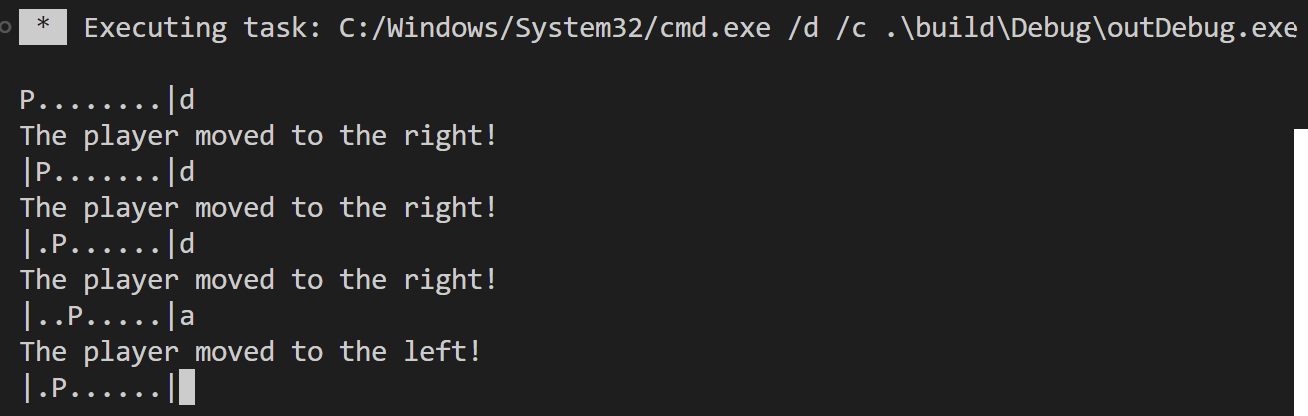 * Executing task: C:/Windows/System32/cmd.exe /d /c .\build\Debug\outDebug.exe
P........|d
The player moved to the right!
|P.......|d
The player moved to the right!
|.P......|d
The player moved to the right!
|..P.....|a
The player moved to the left!
|.P......|